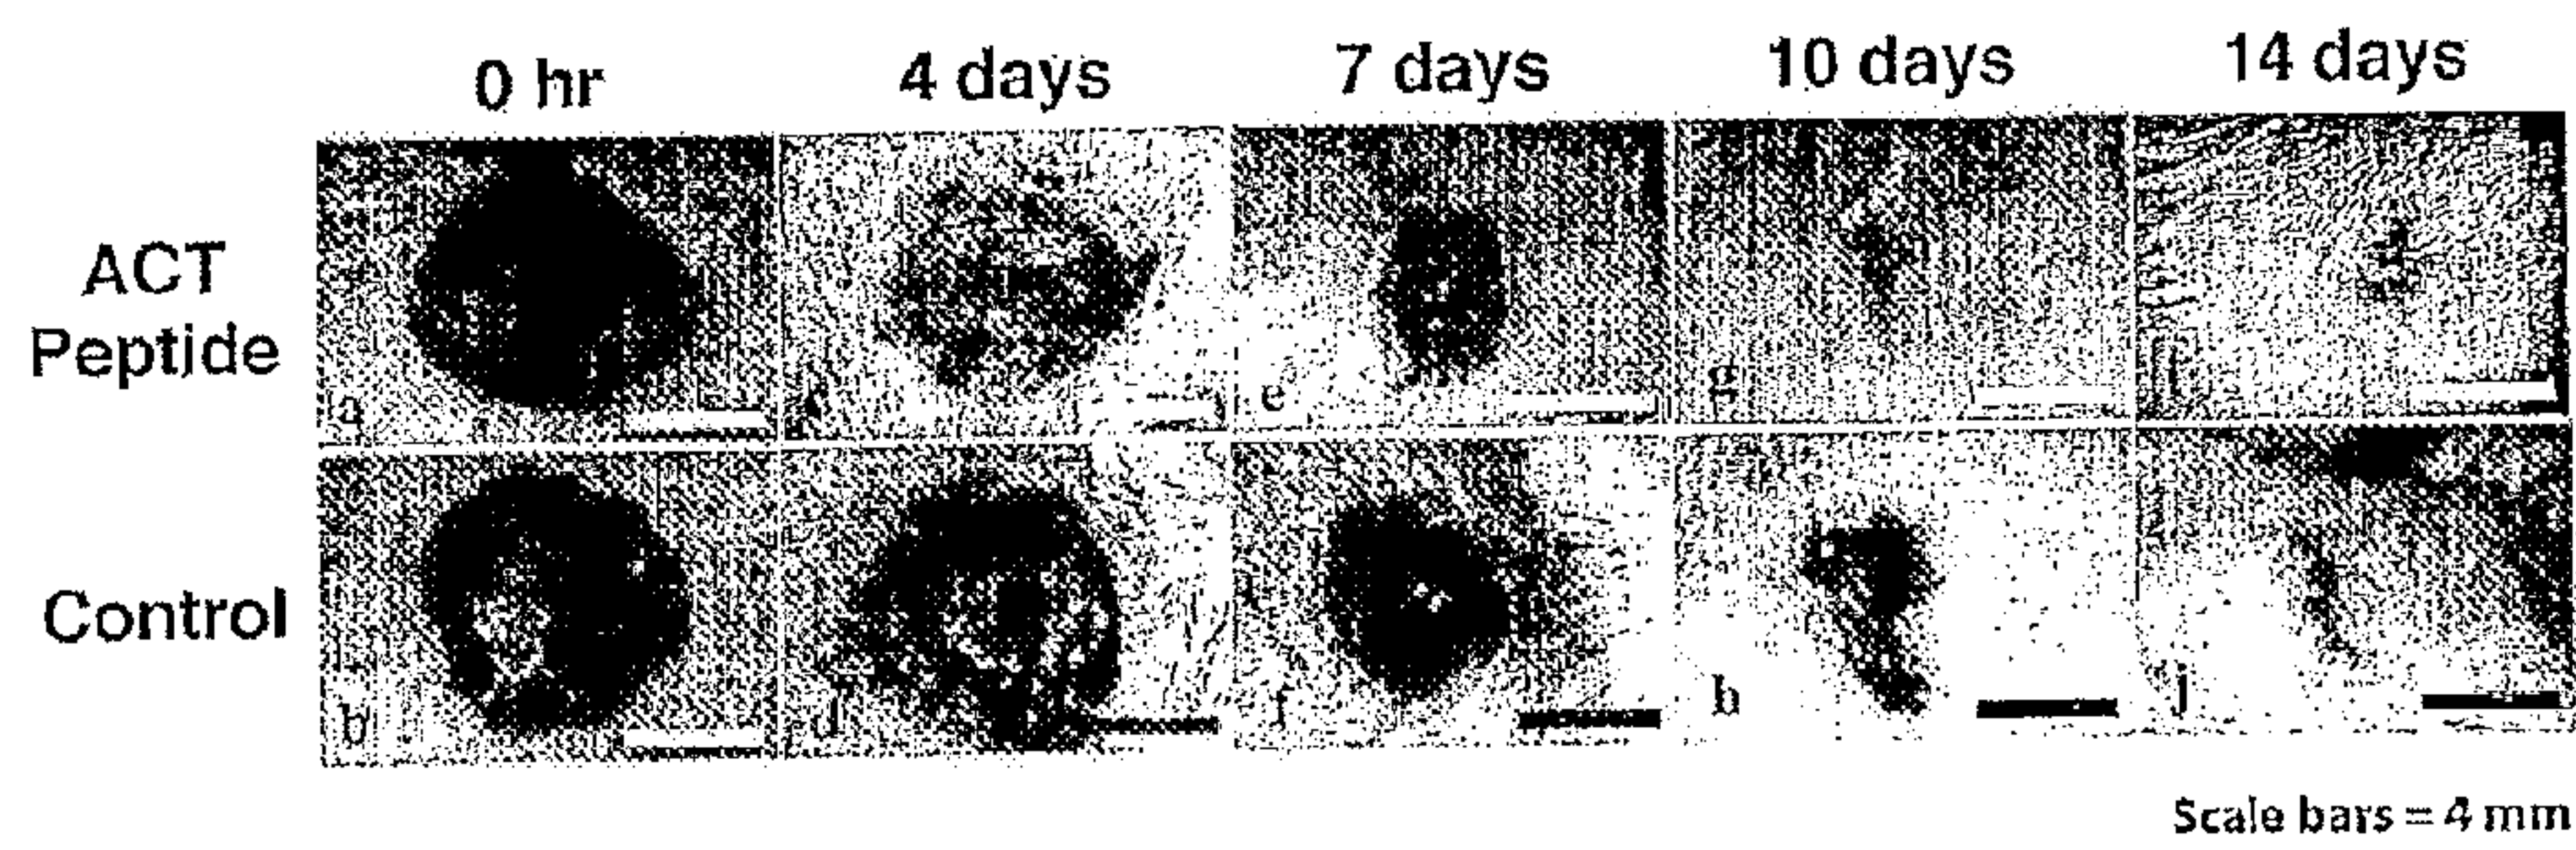 0 hr 4 days 7 days 10 days 14 days
ACT
Peptide
a e g
Control
b d f h j
Scale bars = 4 mm